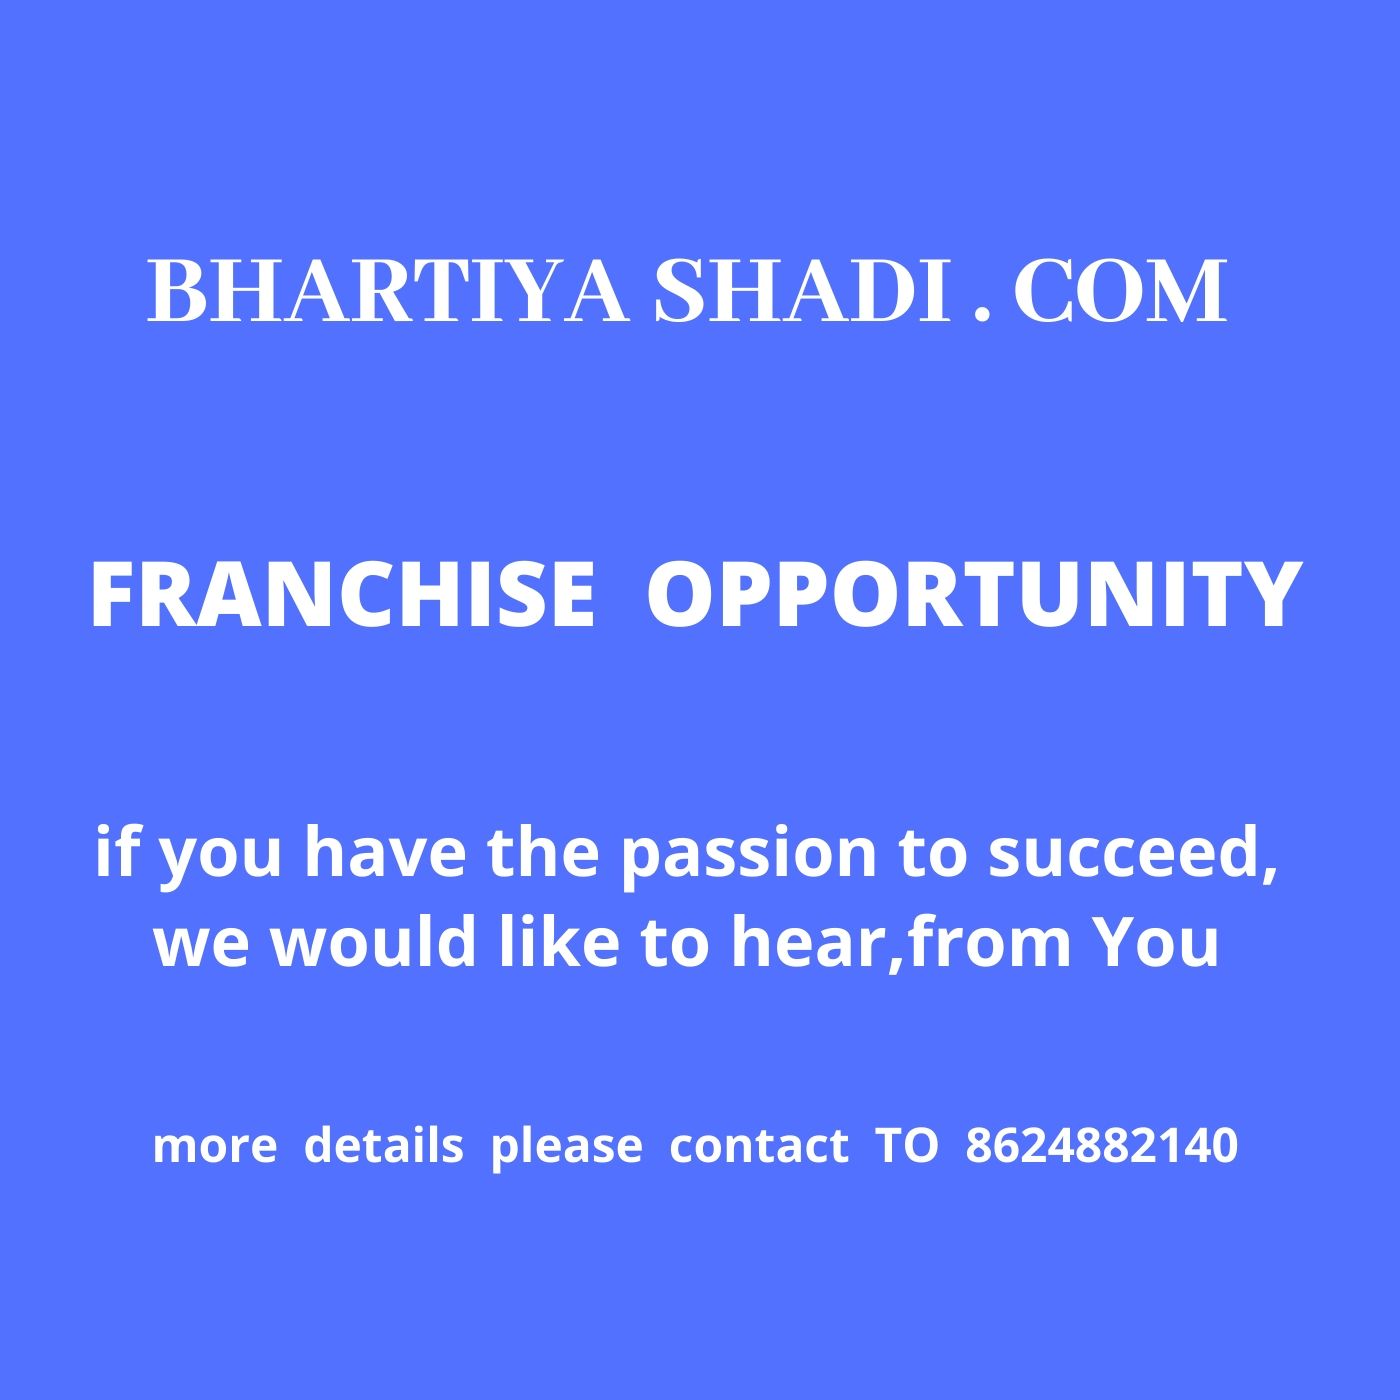 BHARTIYA SHADI . COM
FRANCHISE OPPORTUNITY
if you have the passion to succeed,
we would like to hear,from You
more details please contact TO 8624882140